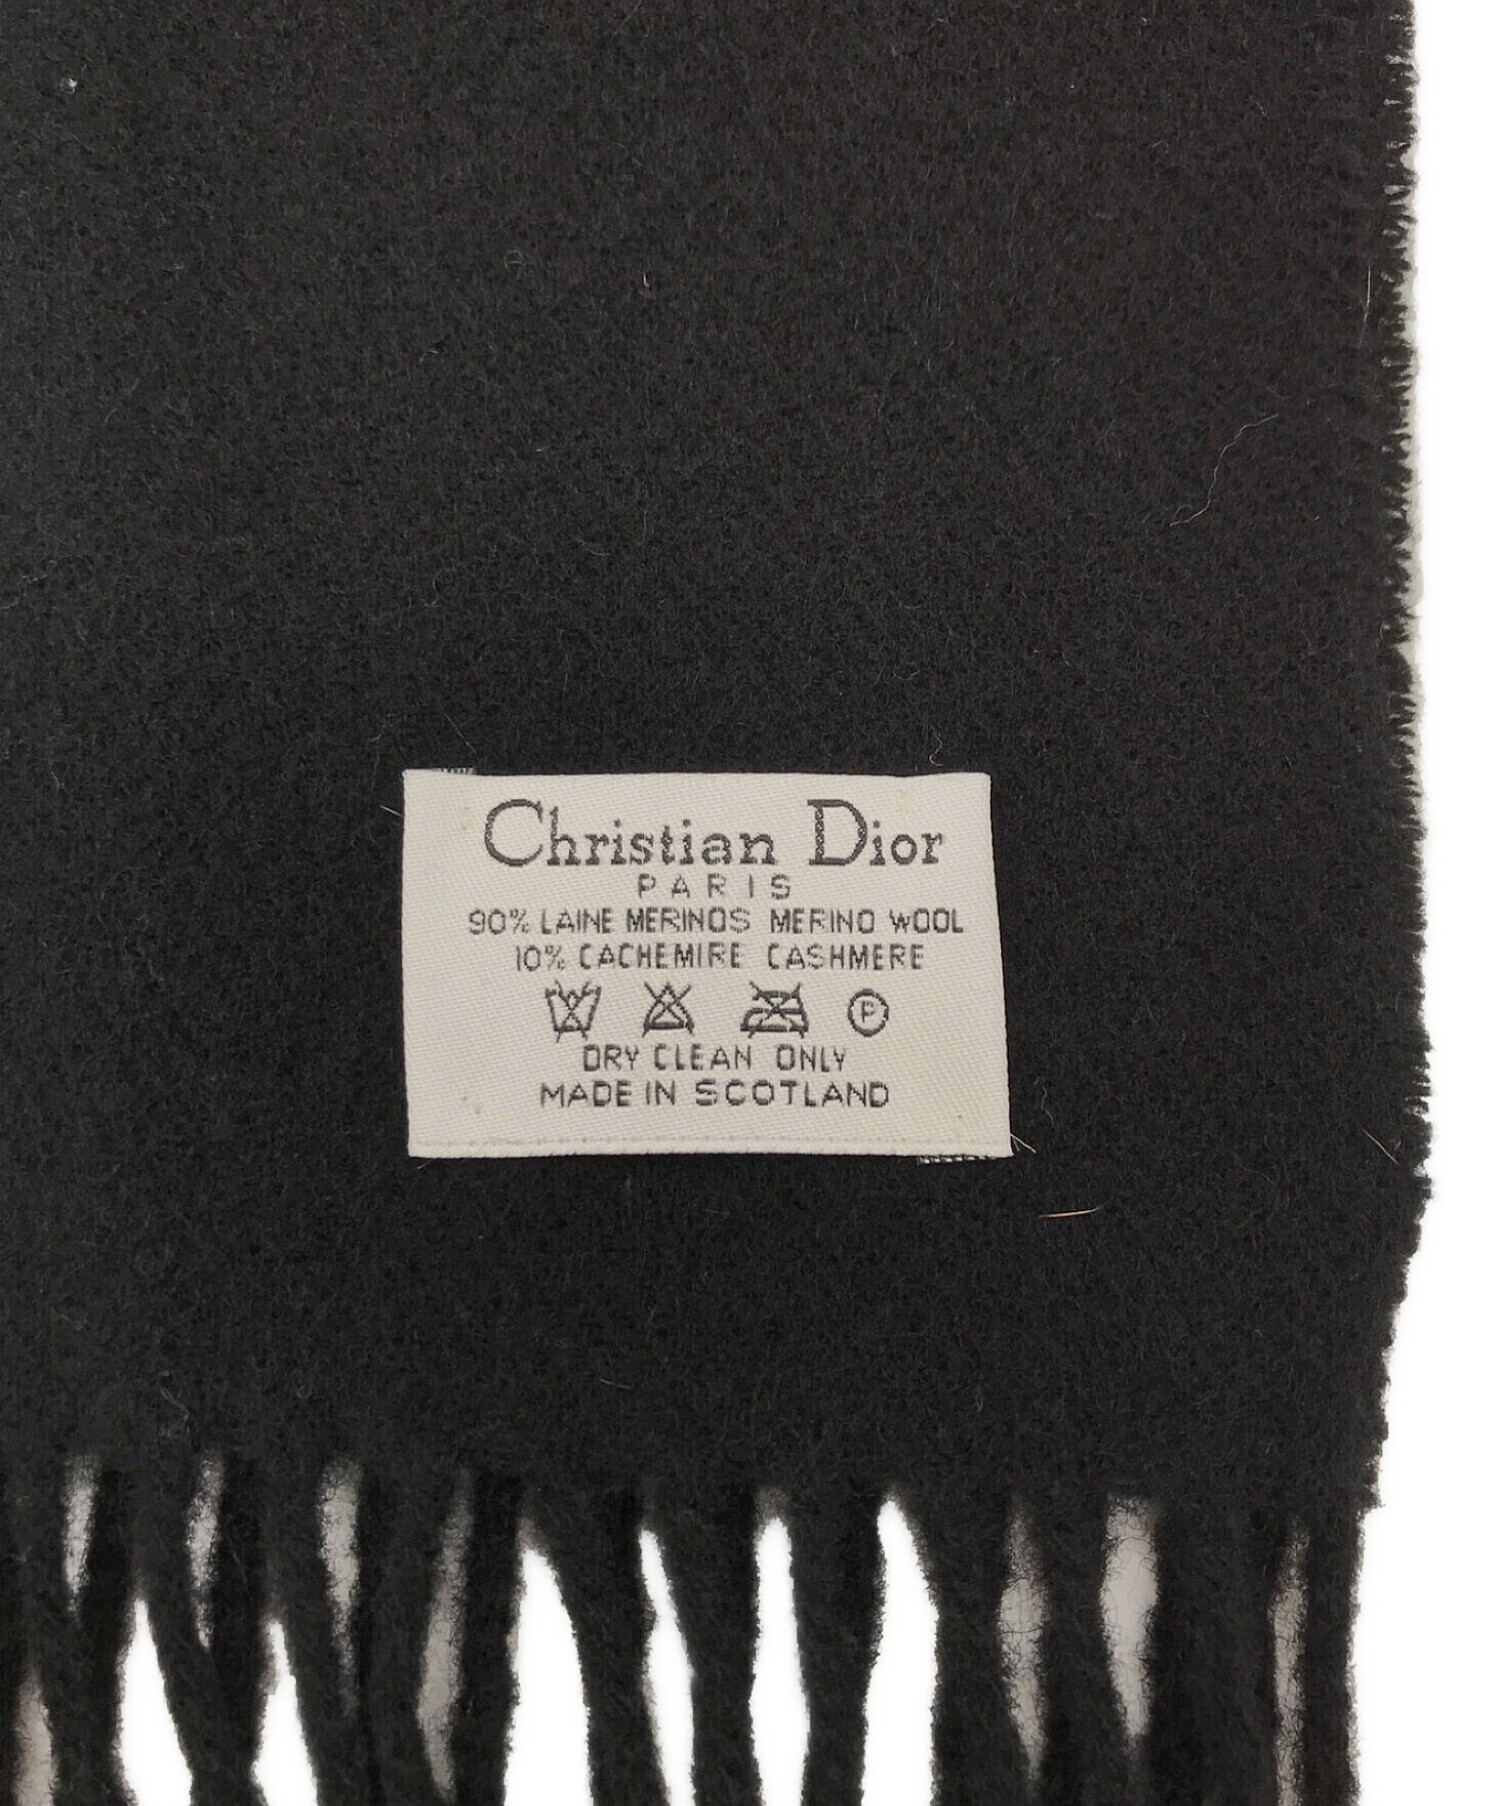 Christian Dior
PARIS
90% LAINE MERINOS MERINO WOOL
10% CACHEMIRE CASHMERE
P
DRY CLEAN ONLY
MADE IN SCOTLAND